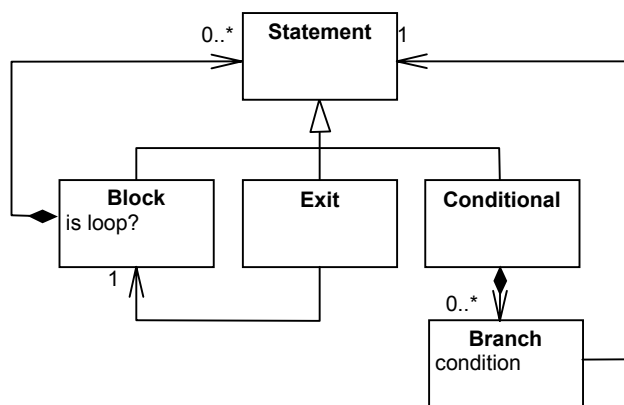 0..*
Statement
1
Block
is loop?
Exit
Conditional
1
0..*
Branch
condition